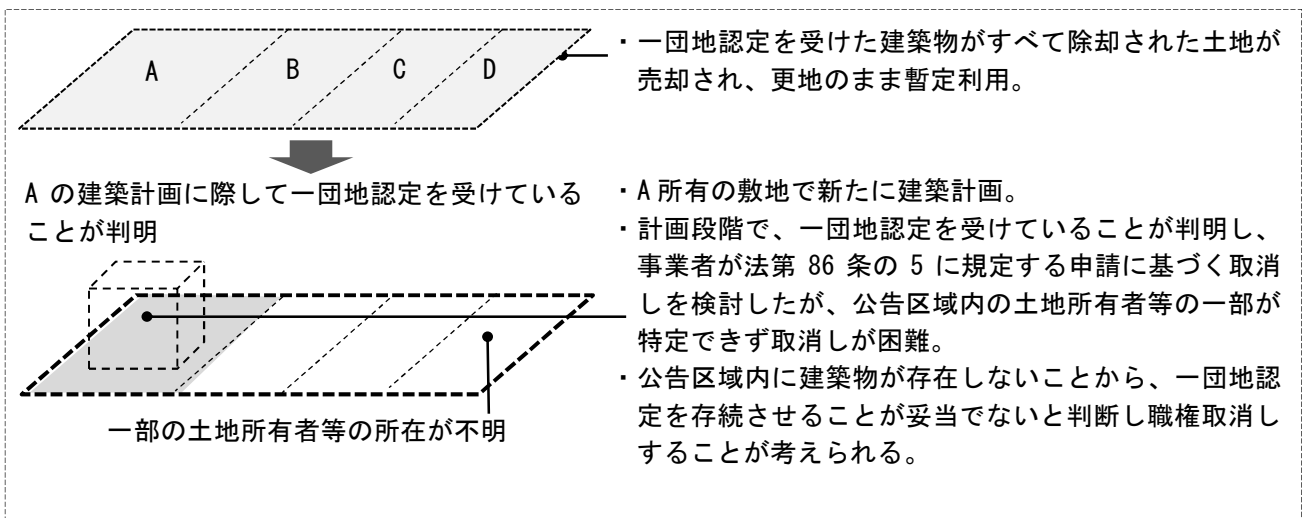 A
B
C
D
・一団地認定を受けた建築物がすべて除却された土地が
売却され、更地のまま暫定利用。
A の建築計画に際して一団地認定を受けている
ことが判明
・A 所有の敷地で新たに建築計画。
・計画段階で、一団地認定を受けていることが判明し、
事業者が法第 86 条の 5 に規定する申請に基づく取消
しを検討したが、公告区域内の土地所有者等の一部が
特定できず取消しが困難。
・公告区域内に建築物が存在しないことから、一団地認
定を存続させることが妥当でないと判断し職権取消し
することが考えられる。
一部の土地所有者等の所在が不明